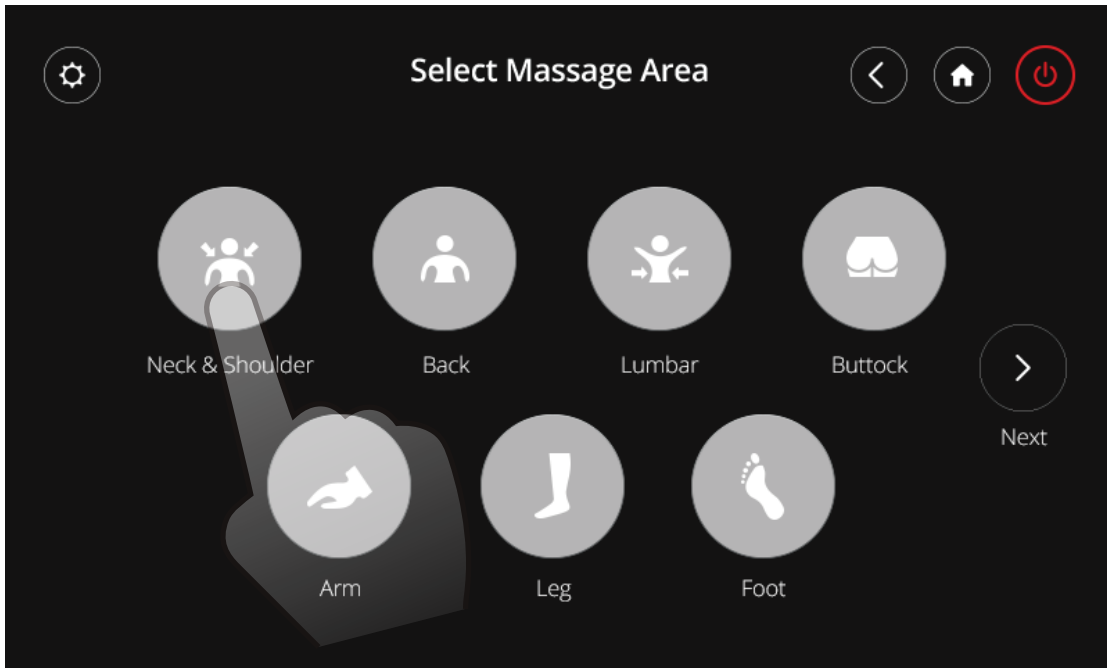 Select Massage Area
Neck & Shoulder
Back
Lumbar
Buttock
Next
Arm
Leg
Foot